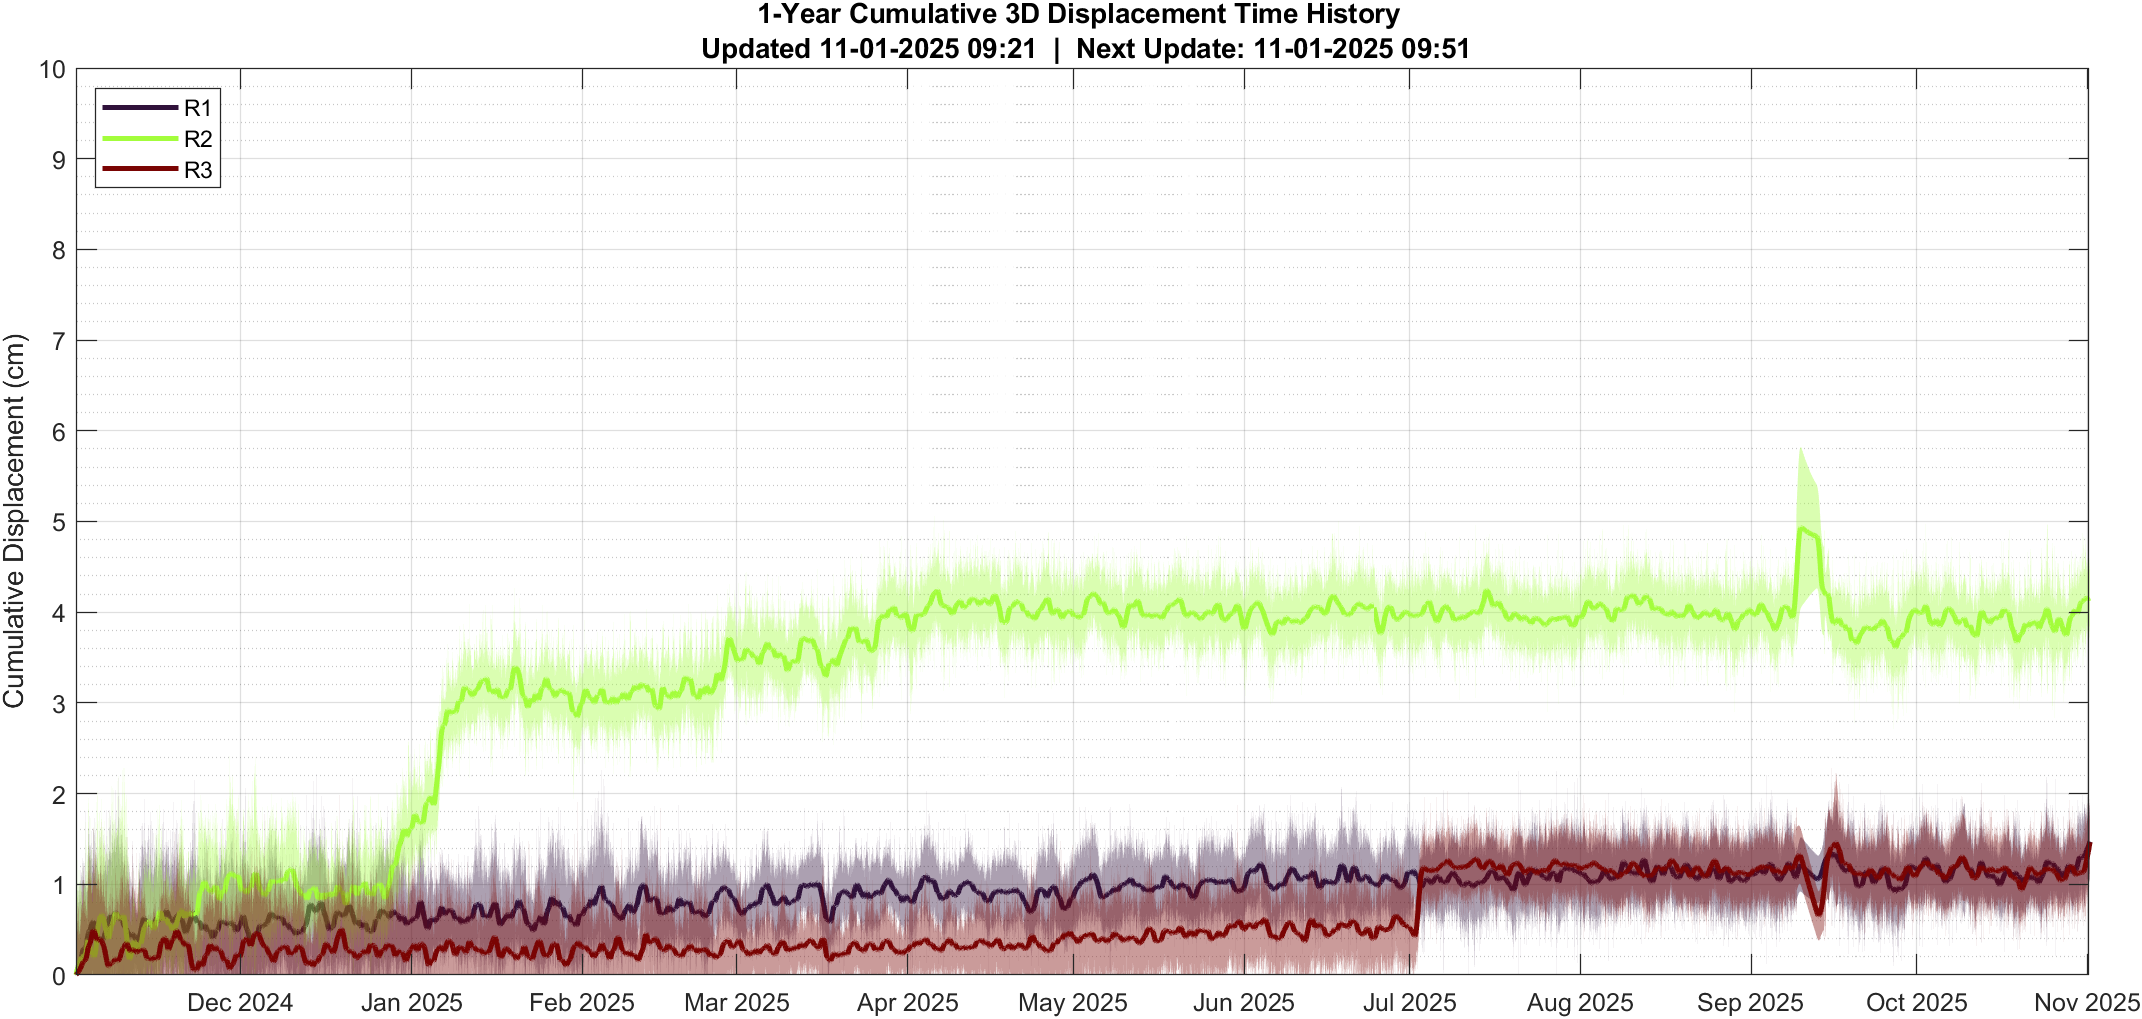 1-Year Cumulative 3D Displacement Time History
Updated 11-01-2025 09:21 | Next Update: 11-01-2025 09:51
R1
R2
R3
Cumulative Displacement (cm)
10
9
8
7
6
5
4
3
2
1
0
Dec 2024 Jan 2025 Feb 2025 Mar 2025 Apr 2025 May 2025 Jun 2025 Jul 2025 Aug 2025 Sep 2025 Oct 2025 Nov 2025